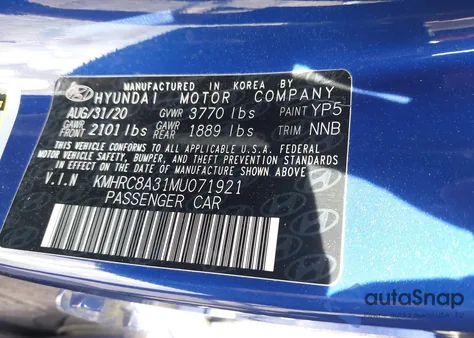 MANUFACTURED IN KOREA BY
HYUNDAI MOTOR COMPANY
AUG/31/20 GVWR 3770 lbs PAINT YP5
GAWR FRONT 2101 lbs GAWR REAR 1889 lbs TRIM NNB
THIS VEHICLE CONFORMS TO ALL APPLICABLE U.S.A. FEDERAL
MOTOR VEHICLE SAFETY, BUMPER, AND THEFT PREVENTION STANDARDS
IN EFFECT ON THE DATE OF MANUFACTURE SHOWN ABOVE.
V.I.N KMHRC8A31MU071921
PASSENGER CAR
autoSnap